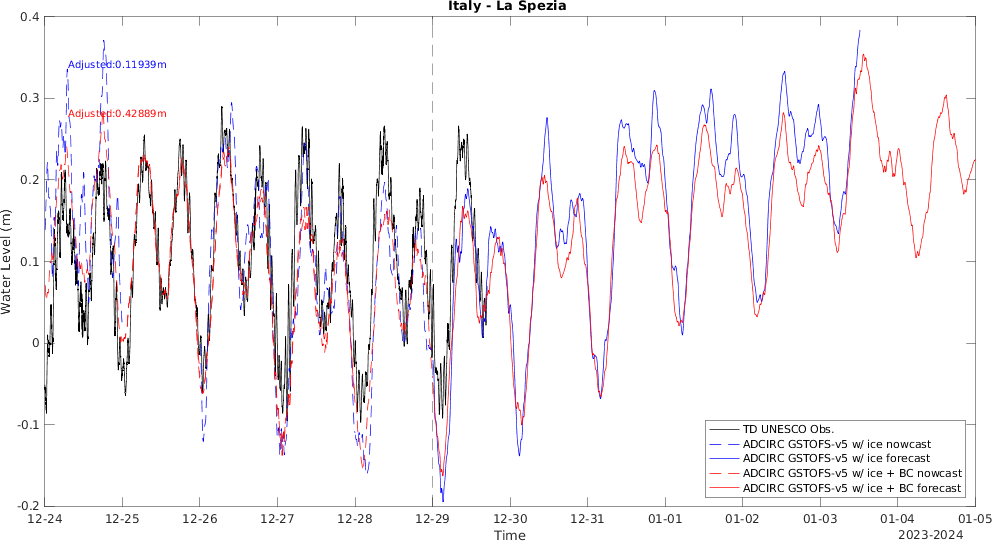 Italy - La Spezia
Adjusted:0.11939m
Adjusted:0.42889m
Water Level (m)
0.4
0.3
0.2
0.1
0
-0.1
-0.2
12-24 12-25 12-26 12-27 12-28 12-29 12-30 12-31 01-01 01-02 01-03 01-04 01-05
Time
2023-2024
TD UNESCO Obs.
ADCIRC GSTOFS-v5 w/ ice nowcast
ADCIRC GSTOFS-v5 w/ ice forecast
ADCIRC GSTOFS-v5 w/ ice + BC nowcast
ADCIRC GSTOFS-v5 w/ ice + BC forecast